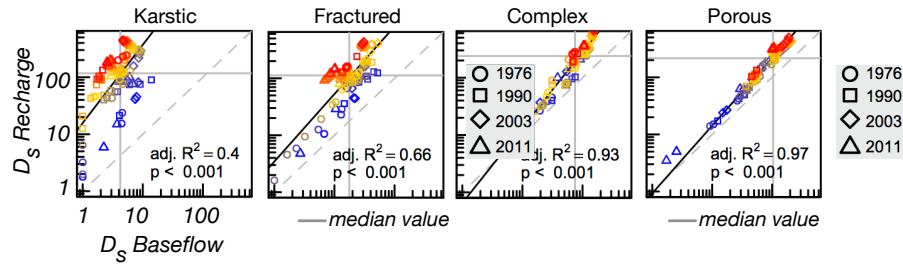 Karstic Fractured Complex Porous
Ds Recharge
100
10
1
adj. R² = 0.4
p < 0.001
adj. R² = 0.66
p < 0.001
adj. R² = 0.93
p < 0.001
adj. R² = 0.97
p < 0.001
1976
1990
2003
2011
1976
1990
2003
2011
1 10 100
Ds Baseflow
median value
median value